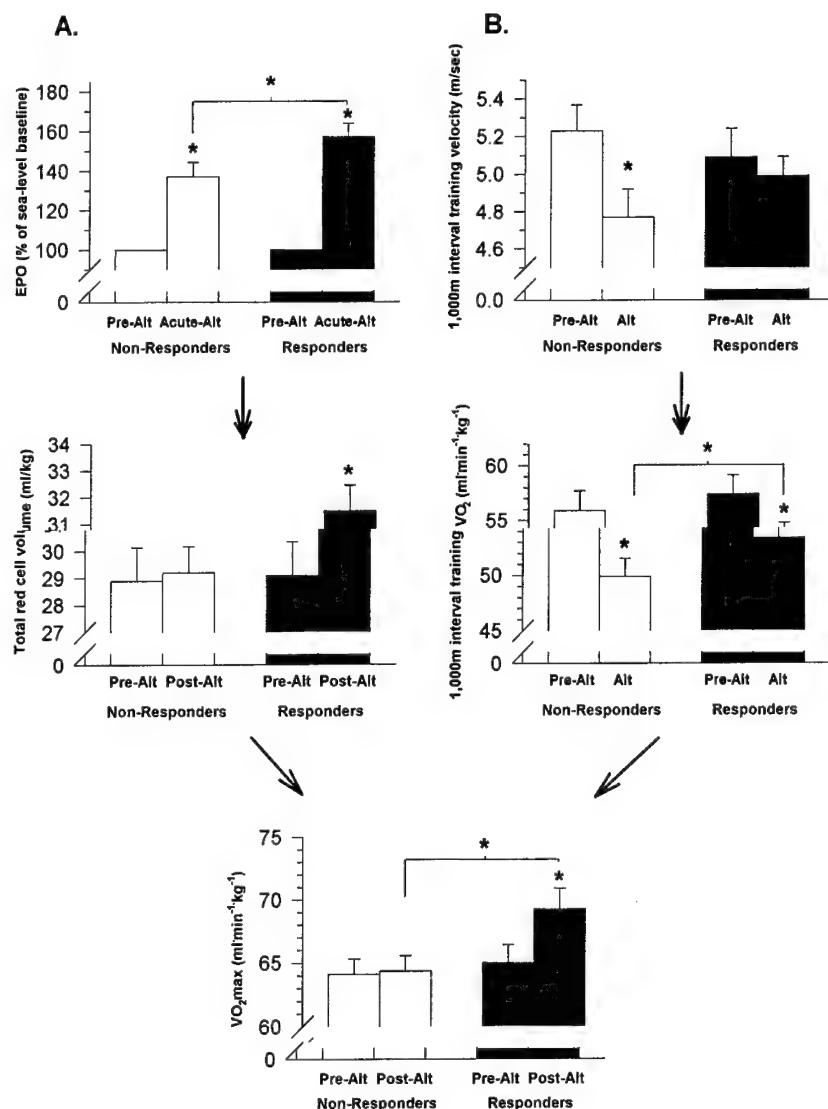 A.
EPO (% of sea-level baseline)
180
160
140
120
100
0
*
*
*
Pre-Alt Acute-Alt Pre-Alt Acute-Alt
Non-Responders Responders
B.
1,000m interval training velocity (m/sec)
5.4
5.2
5.0
4.8
4.6
0.0
*
Pre-Alt Alt Pre-Alt Alt
Non-Responders Responders
Total red cell volume (ml/kg)
34
33
32
31
30
29
28
27
0
*
Pre-Alt Post-Alt Pre-Alt Post-Alt
Non-Responders Responders
1,000m interval training VO₂ (ml·min⁻¹·kg⁻¹)
60
55
50
45
0
*
*
*
Pre-Alt Alt Pre-Alt Alt
Non-Responders Responders
VO₂max (ml·min⁻¹·kg⁻¹)
75
70
65
60
0
*
*
Pre-Alt Post-Alt Pre-Alt Post-Alt
Non-Responders Responders